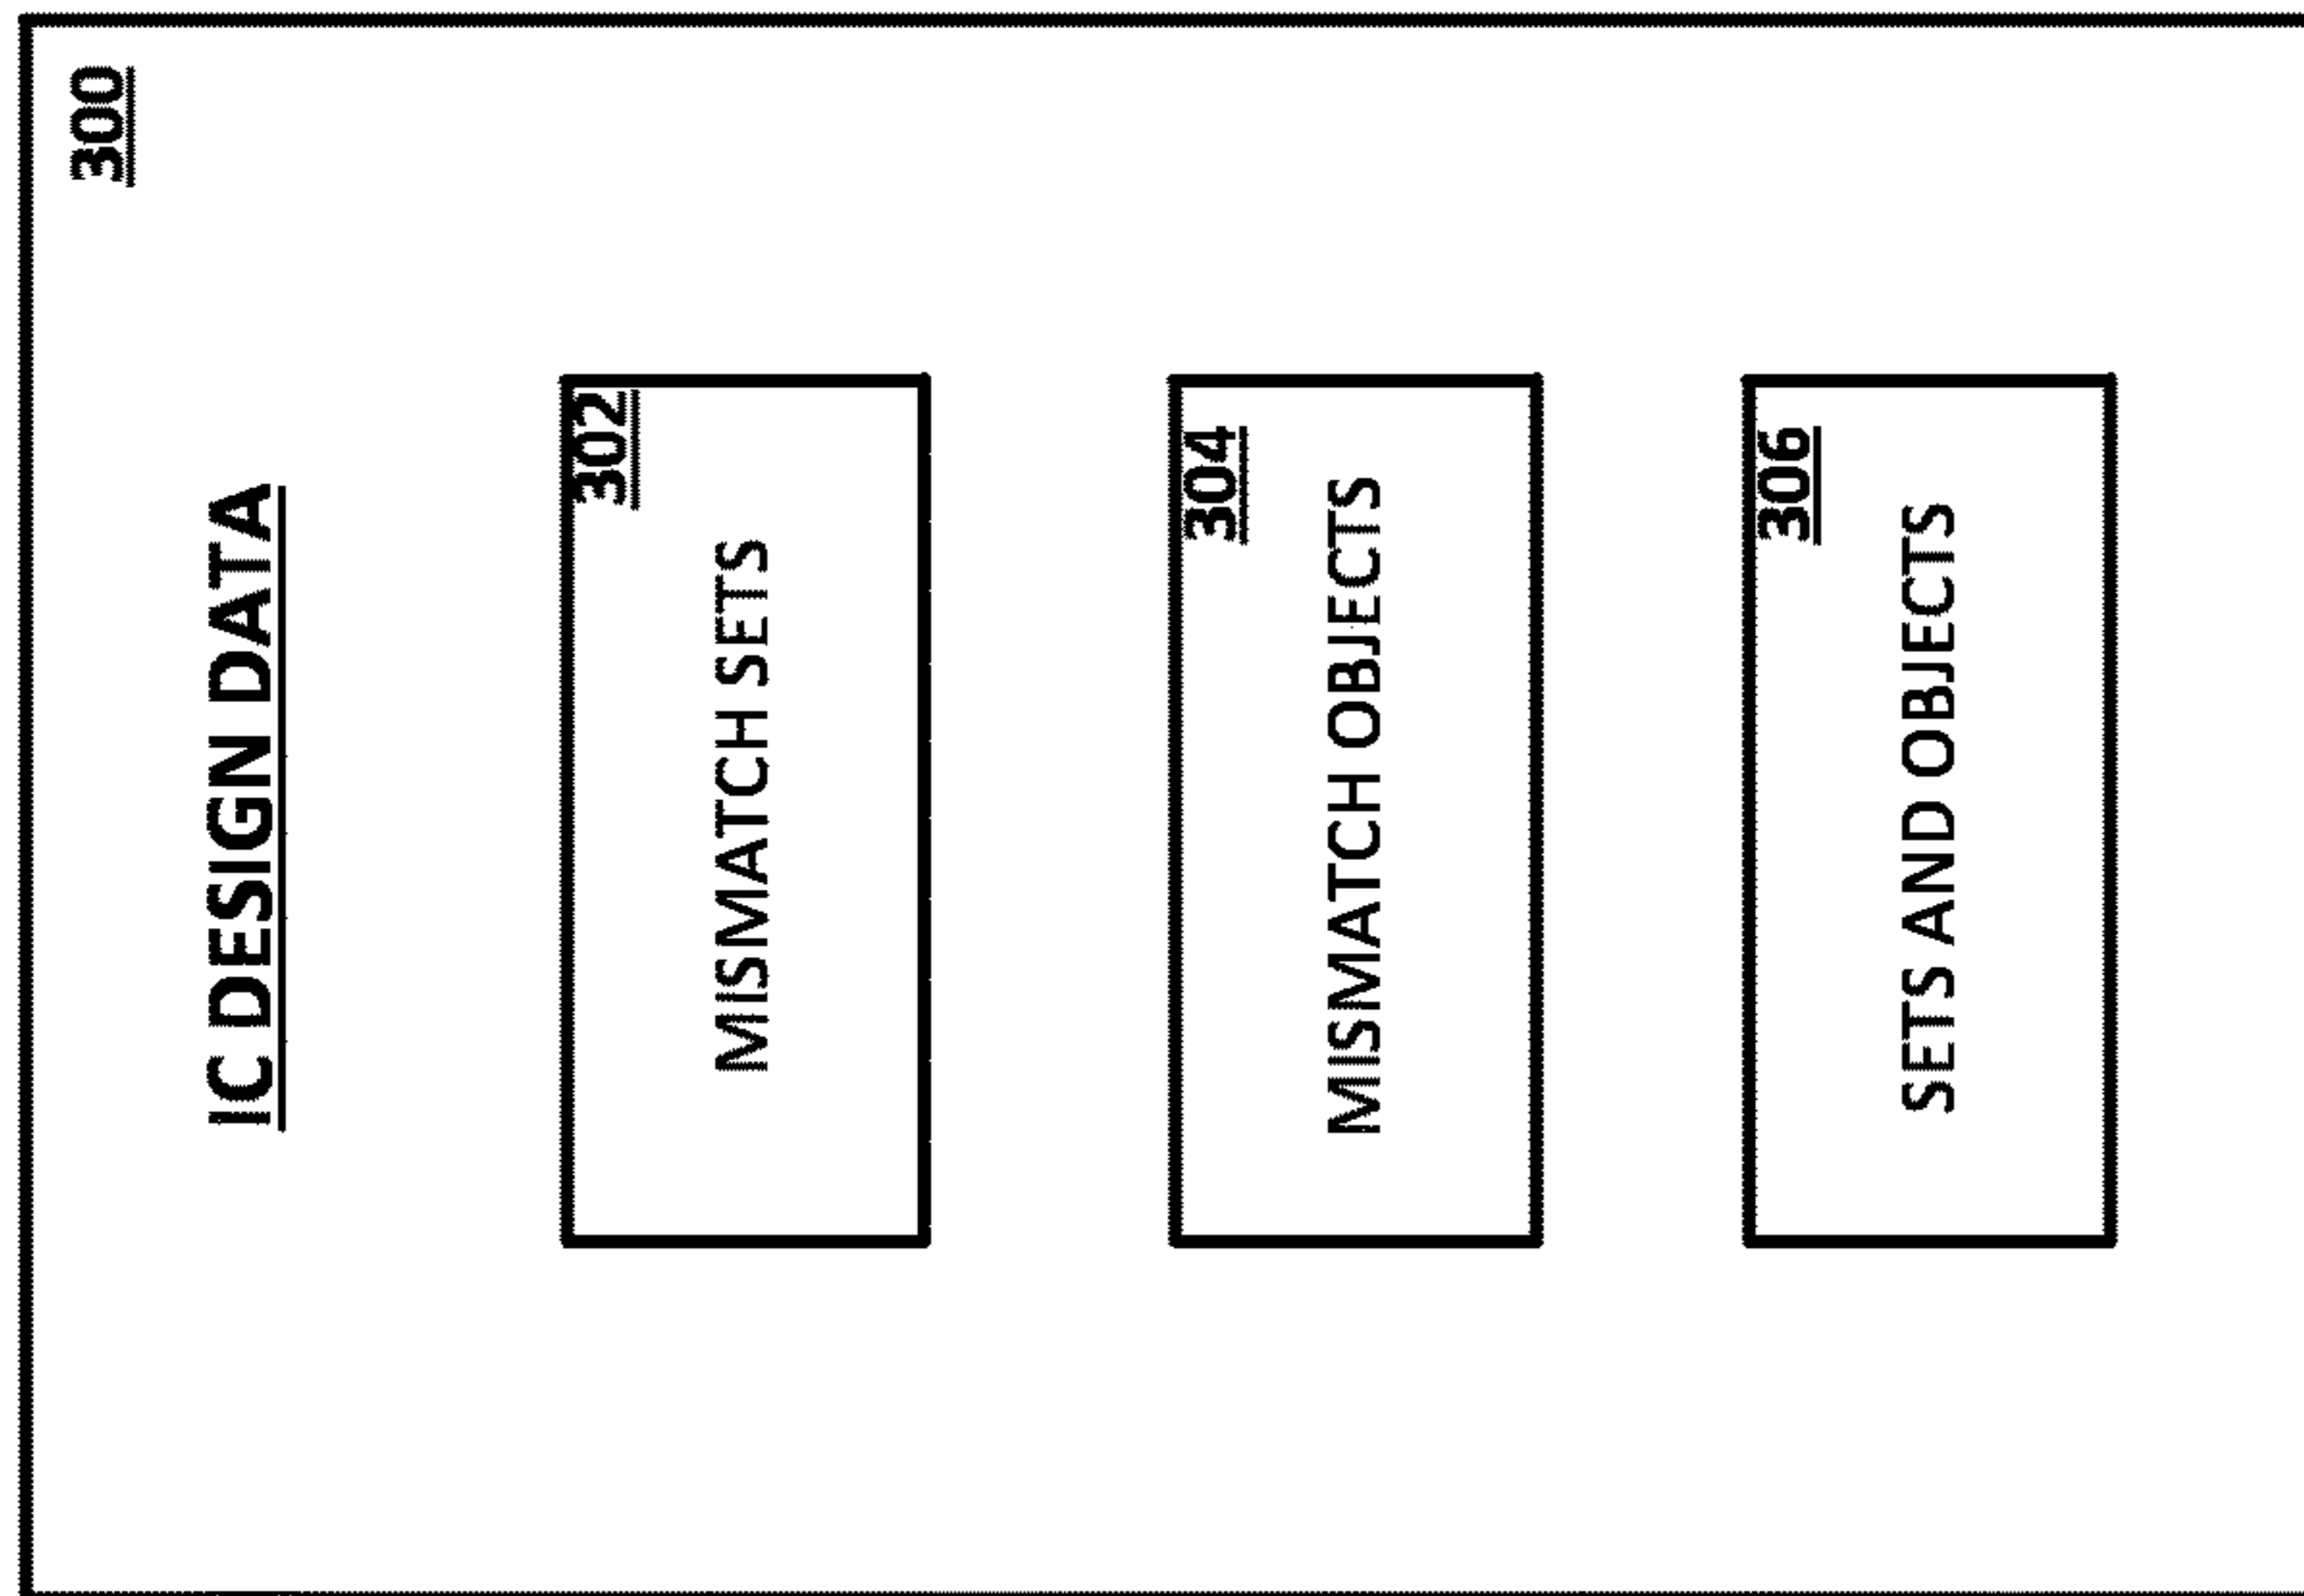 300
IC DESIGN DATA
302
MISMATCH SETS
304
MISMATCH OBJECTS
306
SETS AND OBJECTS